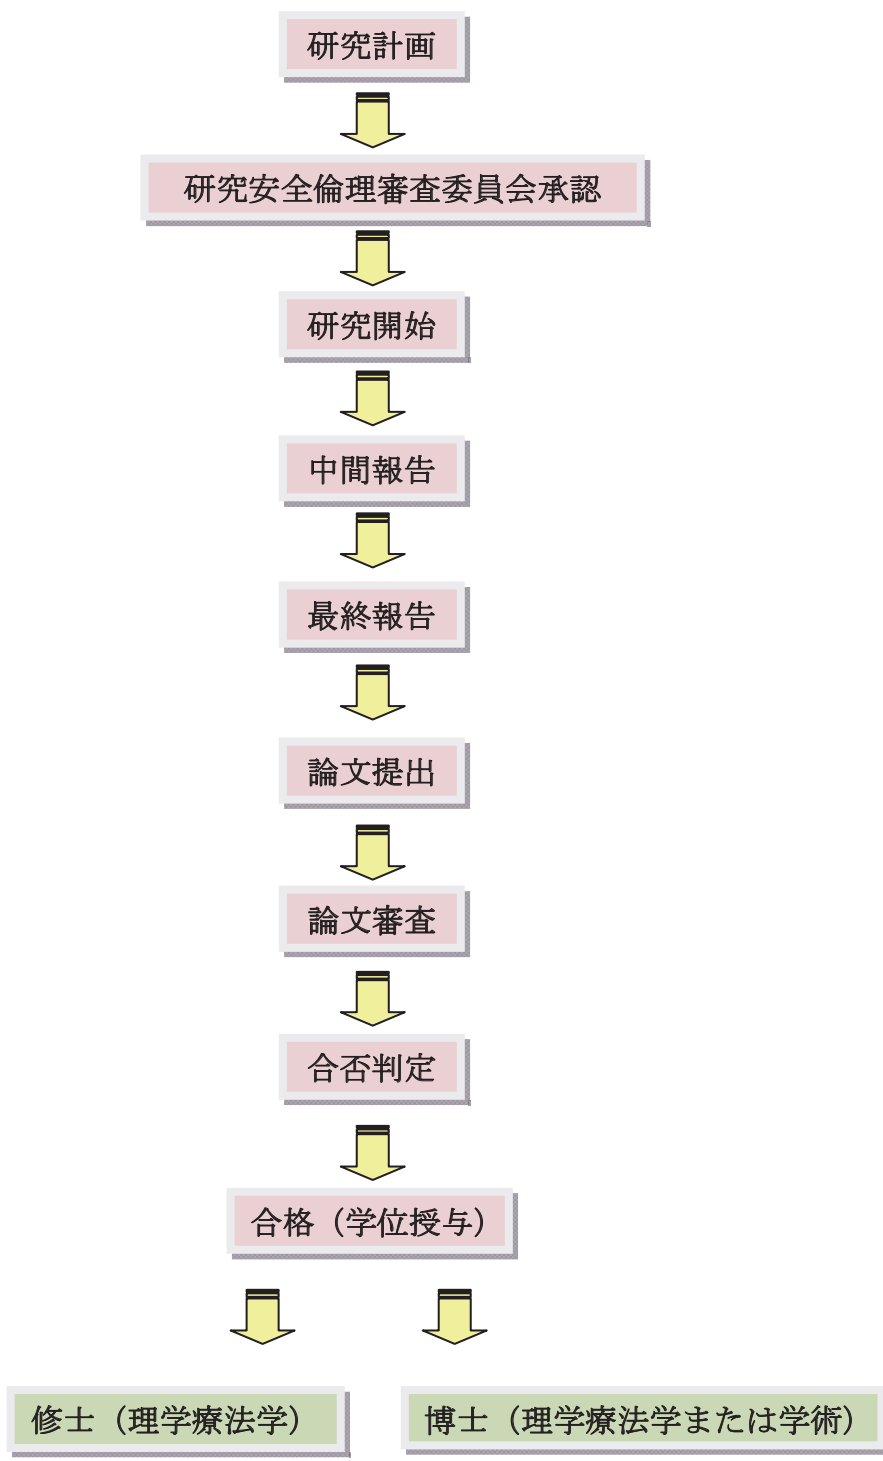 研究計画
研究安全倫理審査委員会承認
研究開始
中間報告
最終報告
論文提出
論文審査
合否判定
合格（学位授与）
修士（理学療法学）
博士（理学療法学または学術）